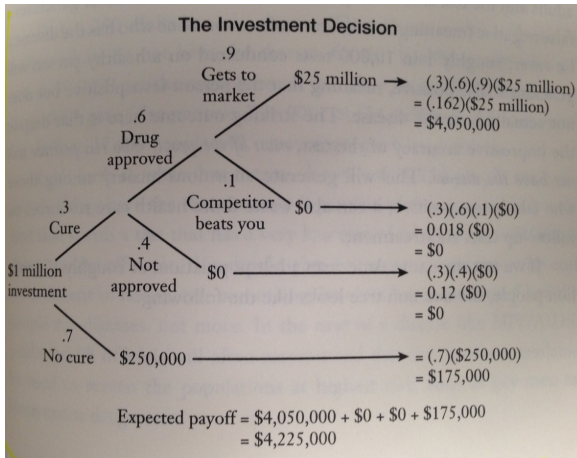 The Investment Decision
.9
Gets to
market
$25 million
(.3)(.6)(.9)($25 million)
= (.162)($25 million)
= $4,050,000
.6
Drug
approved
.1
Competitor
beats you
$0
(.3)(.6)(.1)($0)
= 0.018 ($0)
= $0
.3
Cure
.4
Not
approved
$0
= (.3)(.4)($0)
= 0.12 ($0)
= $0
$1 million
investment
.7
No cure
$250,000
= (.7)($250,000)
= $175,000
Expected payoff = $4,050,000 + $0 + $0 + $175,000
= $4,225,000